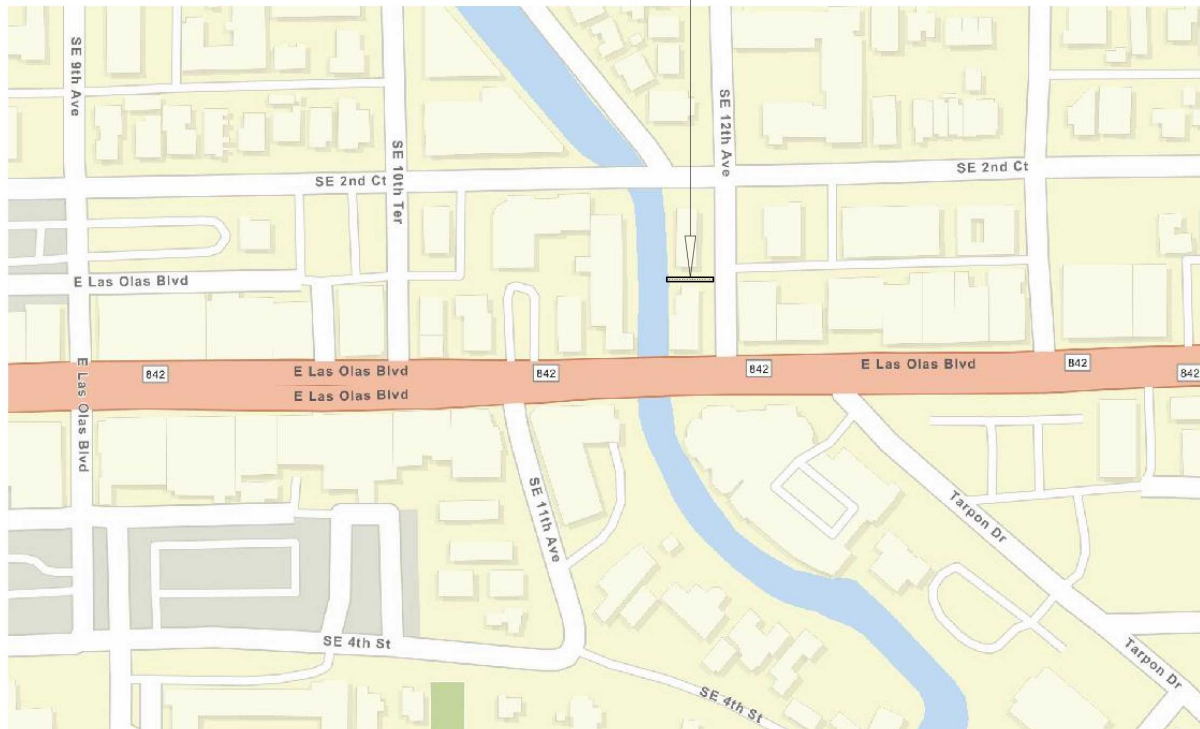 SE 9th Ave
SE 12th Ave
SE 10th Ter
SE 2nd Ct
SE 2nd Ct
E Las Olas Blvd
E Las Olas Blvd
842
E Las Olas Blvd
E Las Olas Blvd
842
842
E Las Olas Blvd
842
842
E Las Olas Blvd
SE 11th Ave
Tarpon Dr
SE 4th St
Tarpon Dr
SE 4th St